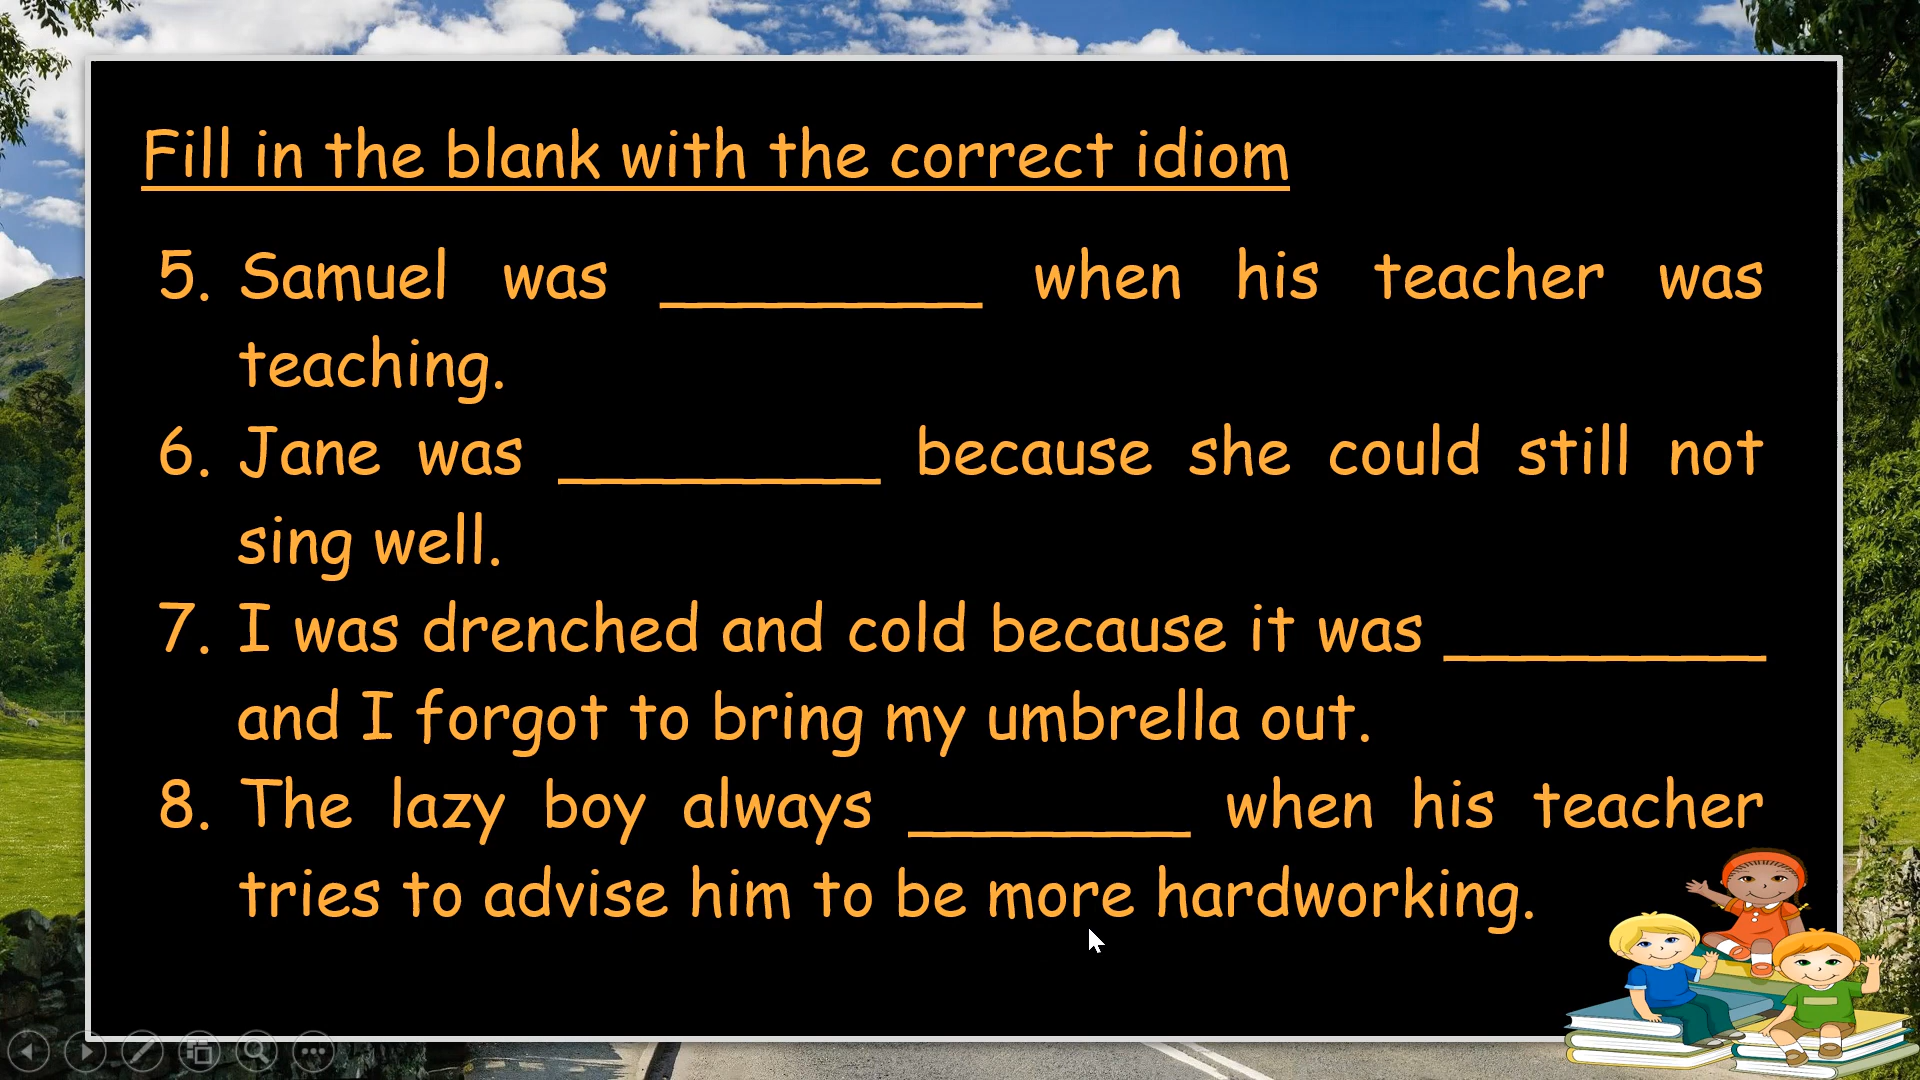 Fill in the blank with the correct idiom
5. Samuel was ________ when his teacher was
teaching.
6. Jane was ________ because she could still not
sing well.
7. I was drenched and cold because it was ________
and I forgot to bring my umbrella out.
8. The lazy boy always _______ when his teacher
tries to advise him to be more hardworking.